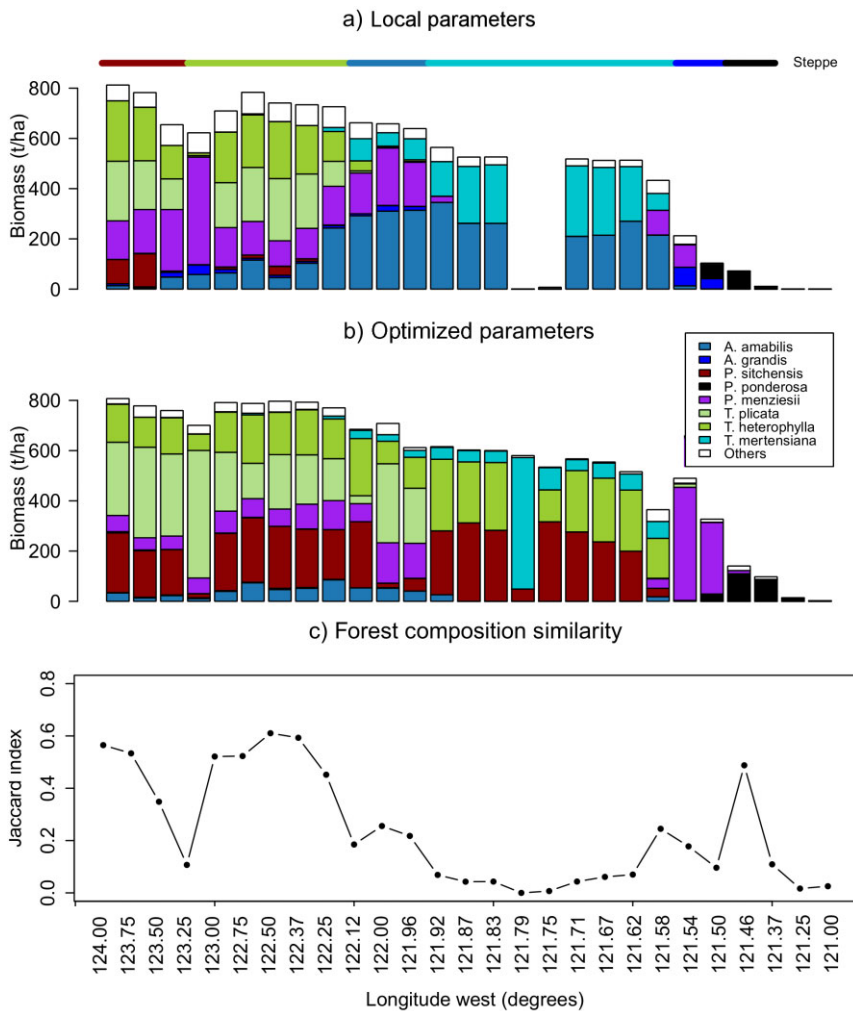 a) Local parameters
Steppe
Biomass (t/ha)
800
600
400
200
0
b) Optimized parameters
A. amabilis
A. grandis
P. sitchensis
P. ponderosa
P. menziesii
T. plicata
T. heterophylla
T. mertensiana
Others
Biomass (t/ha)
800
600
400
200
0
c) Forest composition similarity
Jaccard index
0.8
0.6
0.4
0.2
0.0
124.00 123.75 123.50 123.25 123.00 122.75 122.50 122.37 122.25 122.12 122.00 121.96 121.92 121.87 121.83 121.79 121.75 121.71 121.67 121.62 121.58 121.54 121.50 121.46 121.37 121.25 121.00
Longitude west (degrees)